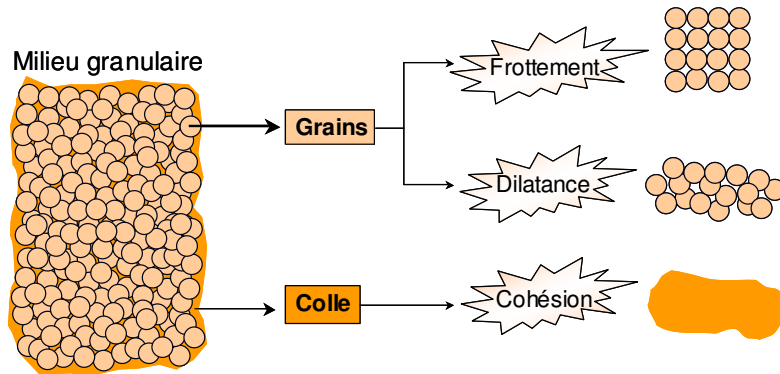 Milieu granulaire
Grains
Frottement
Dilatance
Colle
Cohésion